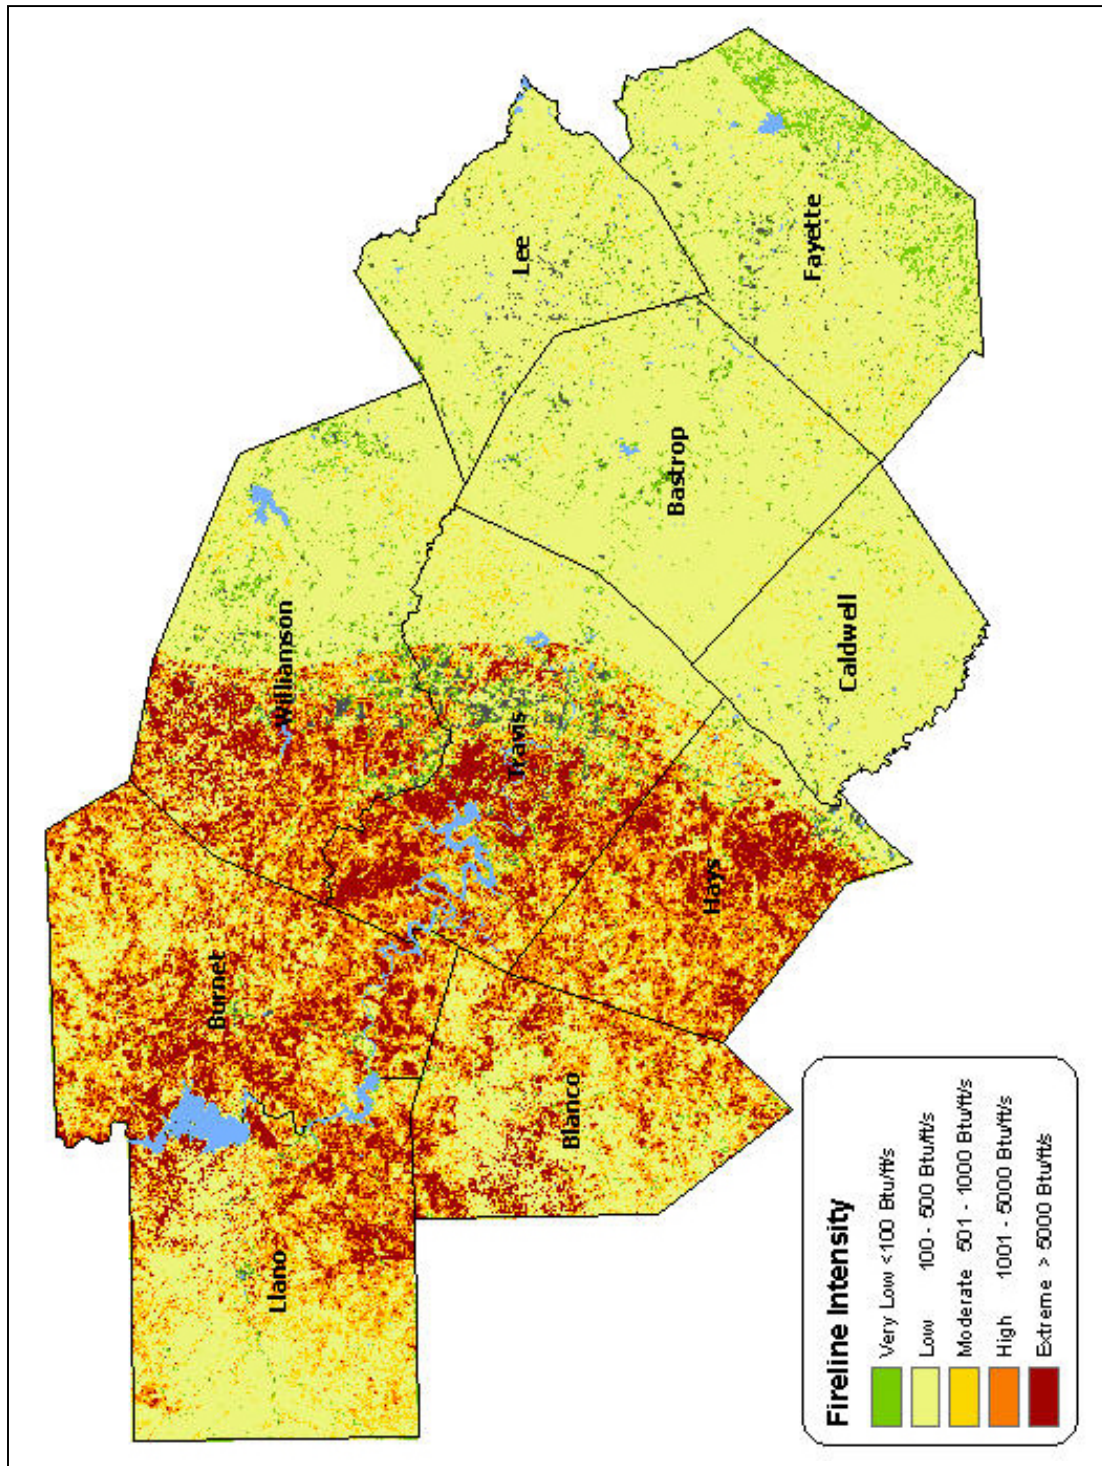 Llano
Burnet
Williamson
Blanco
Travis
Hays
Lee
Bastrop
Caldwell
Fayette
Fireline Intensity
Very Low <100 Btu/ft/s
Low 100 - 500 Btu/ft/s
Moderate 501 - 1000 Btu/ft/s
High 1001 - 5000 Btu/ft/s
Extreme > 5000 Btu/ft/s